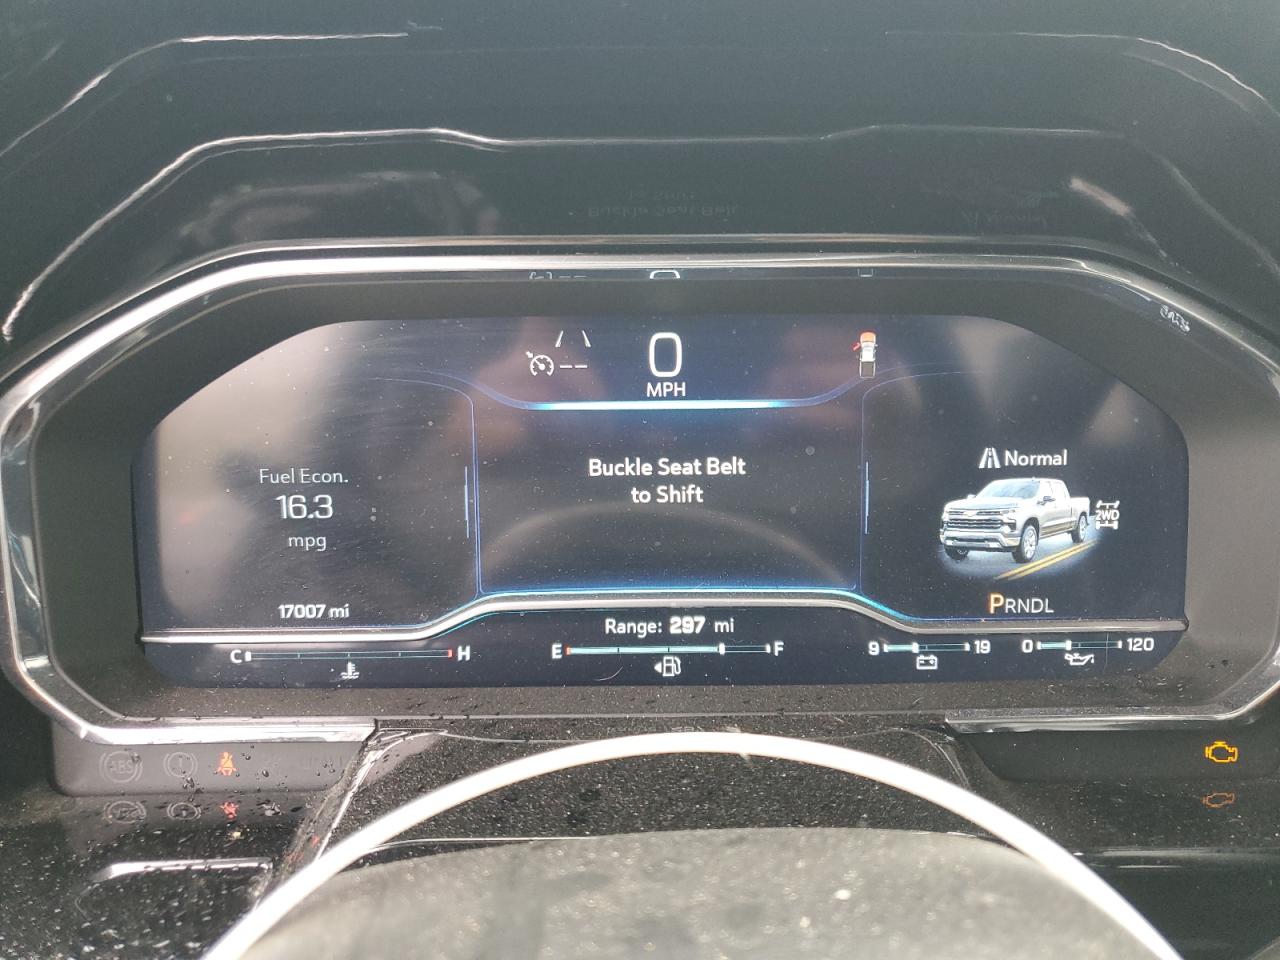 0
MPH
Fuel Econ.
16.3
mpg
17007 mi
Buckle Seat Belt
to Shift
Normal
2WD
PRNDL
Range: 297 mi
C H
E F
9 19
0 120
ABS